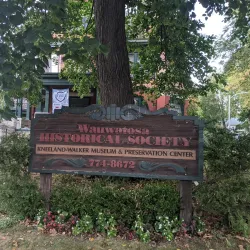 Wauwatosa
HISTORICAL SOCIETY
KNEELAND-WALKER MUSEUM & PRESERVATION CENTER
774-8672